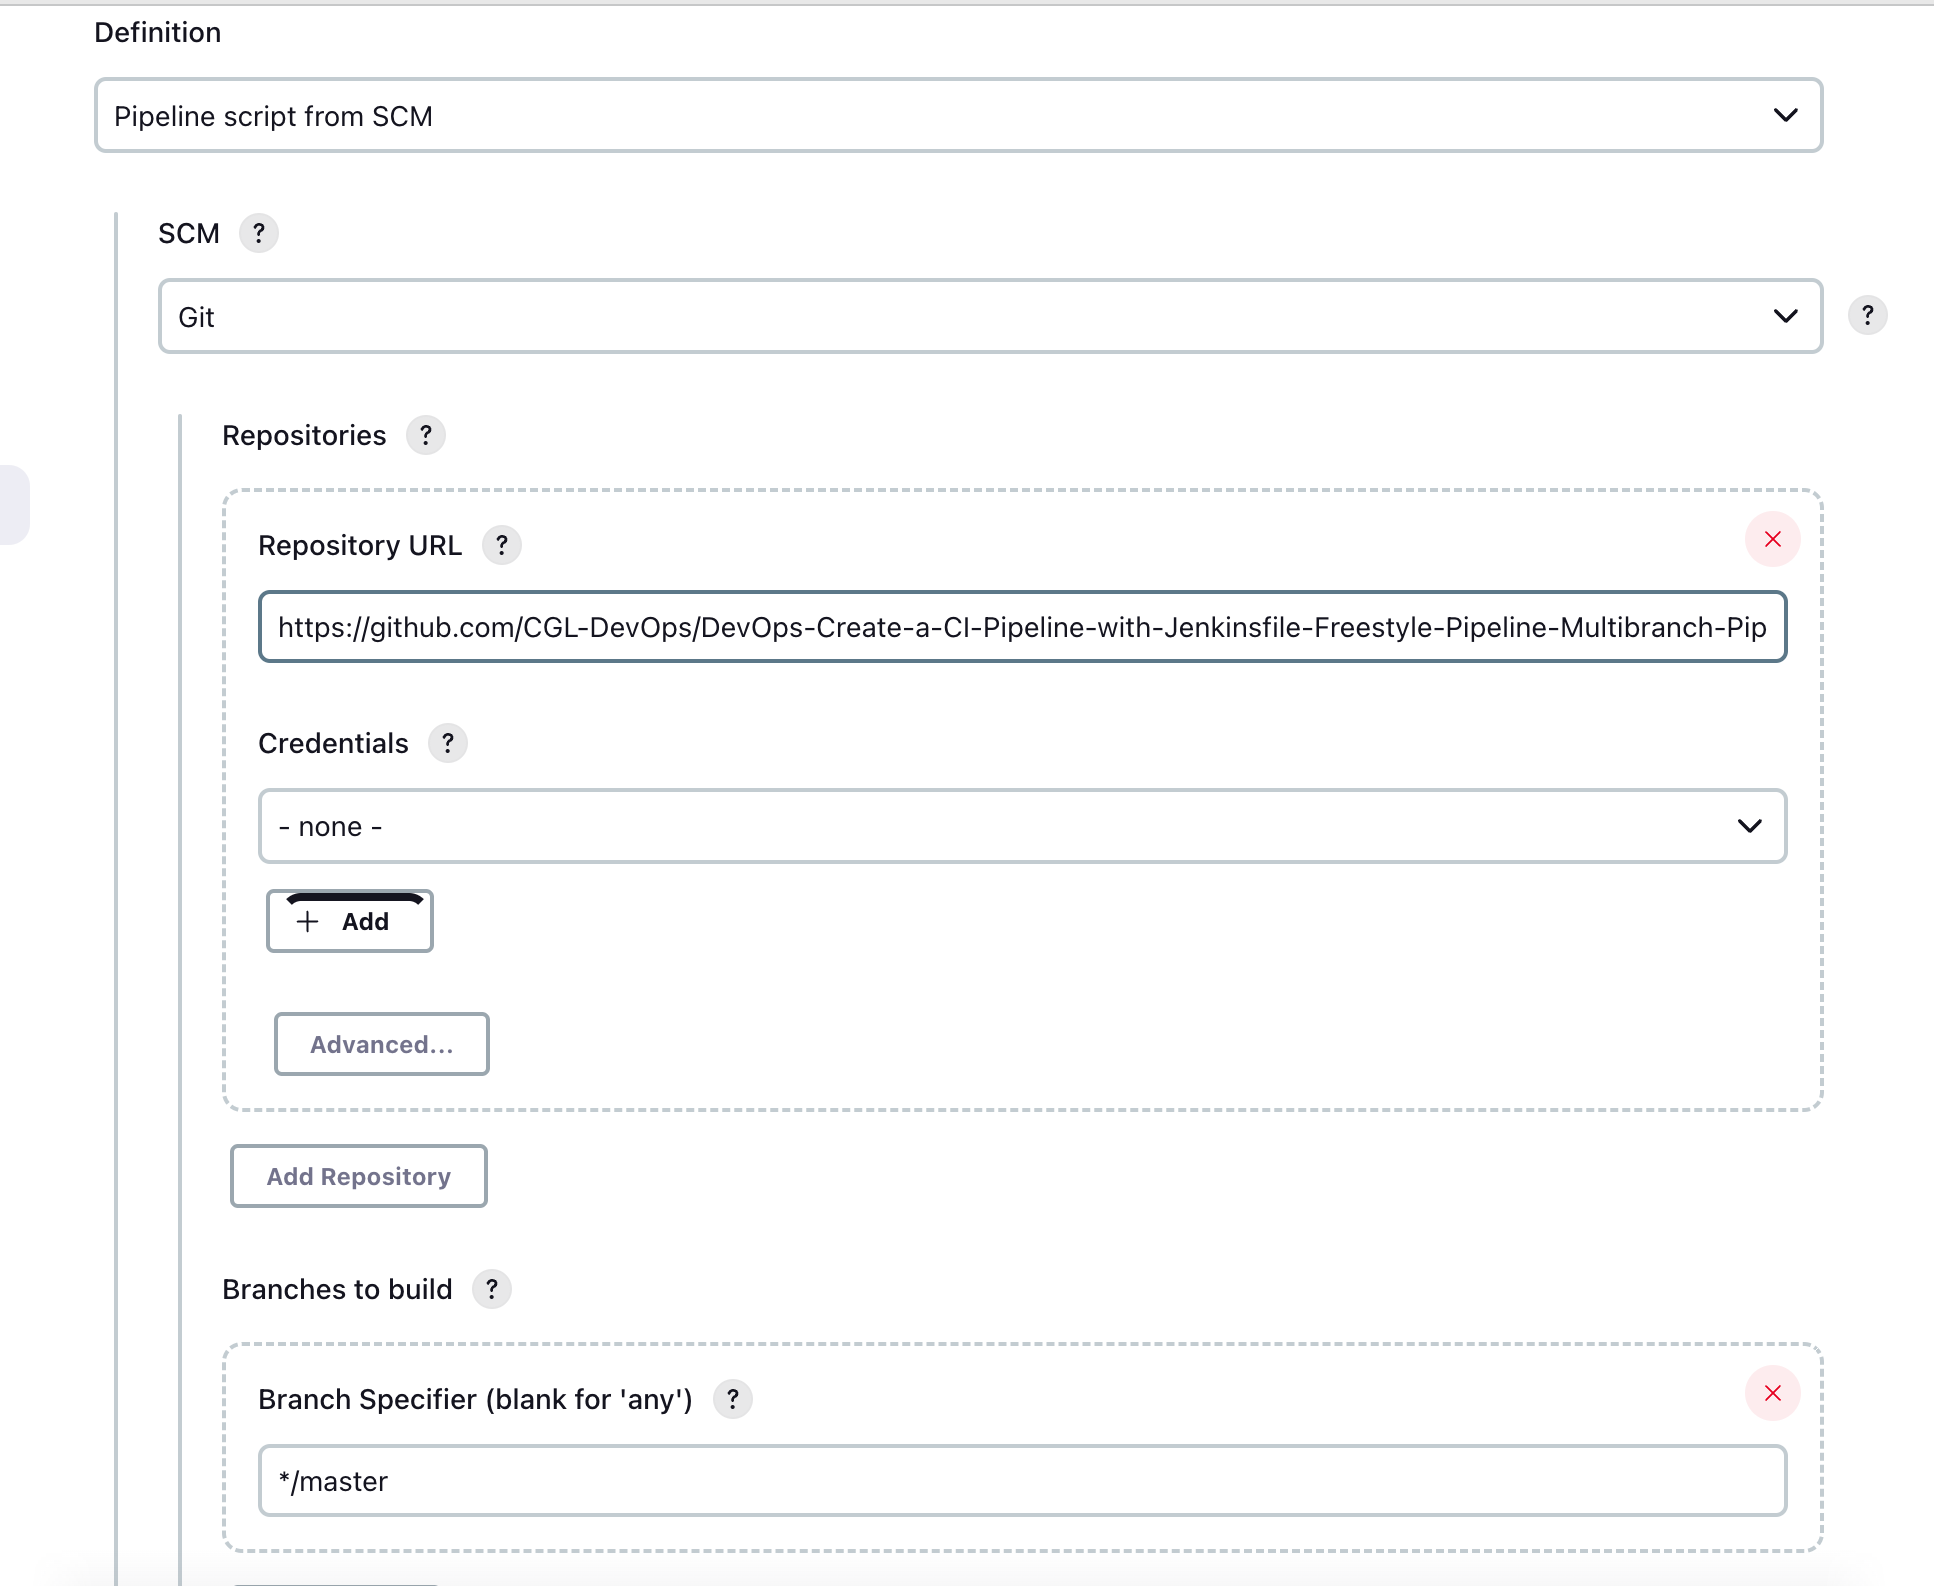 Definition
Pipeline script from SCM
SCM ?
Git
?
Repositories ?
Repository URL ?
https://github.com/CGL-DevOps/DevOps-Create-a-CI-Pipeline-with-Jenkinsfile-Freestyle-Pipeline-Multibranch-Pip
Credentials ?
- none -
+ Add
Advanced...
Add Repository
Branches to build ?
Branch Specifier (blank for 'any') ?
*/master